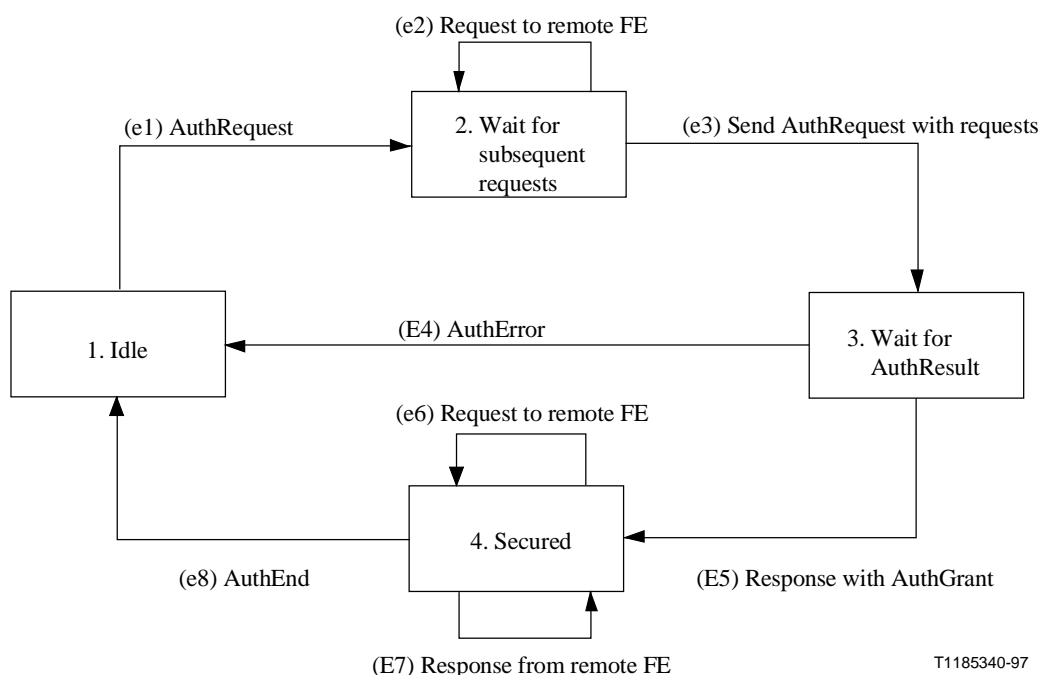 (e2) Request to remote FE
(e1) AuthRequest
2. Wait for
subsequent
requests
(e3) Send AuthRequest with requests
1. Idle
(E4) AuthError
3. Wait for
AuthResult
(e6) Request to remote FE
4. Secured
(e8) AuthEnd
(E5) Response with AuthGrant
(E7) Response from remote FE
T1185340-97